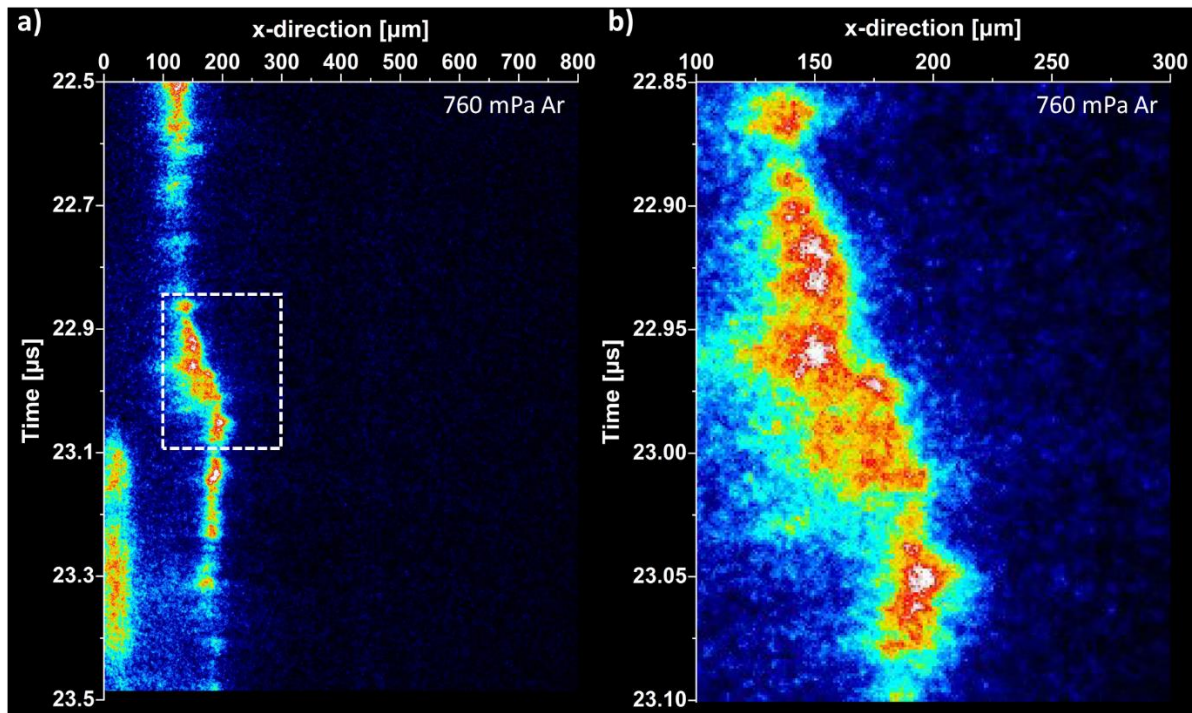 a)
x-direction [µm]
0 100 200 300 400 500 600 700 800
760 mPa Ar
Time [µs]
22.5
22.7
22.9
23.1
23.3
23.5
b)
x-direction [µm]
100 150 200 250 300
760 mPa Ar
Time [µs]
22.85
22.90
22.95
23.00
23.05
23.10